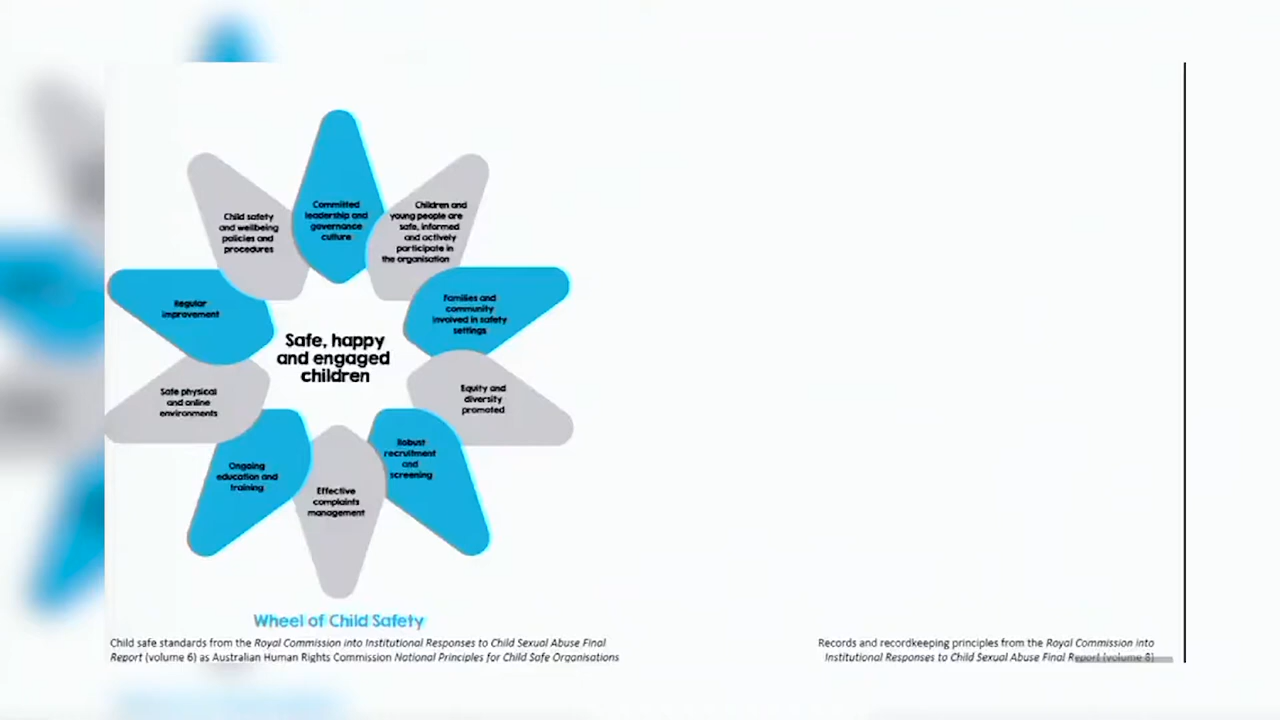 Committed
leadership and
governance
culture
Children and
young people are
safe, informed
and actively
participate in
the organisation
Families and
community
involved in safety
settings
Equity and
diversity
promoted
Robust
recruitment
and
screening
Effective
complaints
management
Ongoing
education and
training
Safe physical
and online
environments
Regular
improvement
Child safety
and wellbeing
policies and
procedures
Safe, happy
and engaged
children
Wheel of Child Safety
Child safe standards from the Royal Commission into Institutional Responses to Child Sexual Abuse Final
Report (volume 6) as Australian Human Rights Commission National Principles for Child Safe Organisations
Records and recordkeeping principles from the Royal Commission into
Institutional Responses to Child Sexual Abuse Final Report (volume 8)